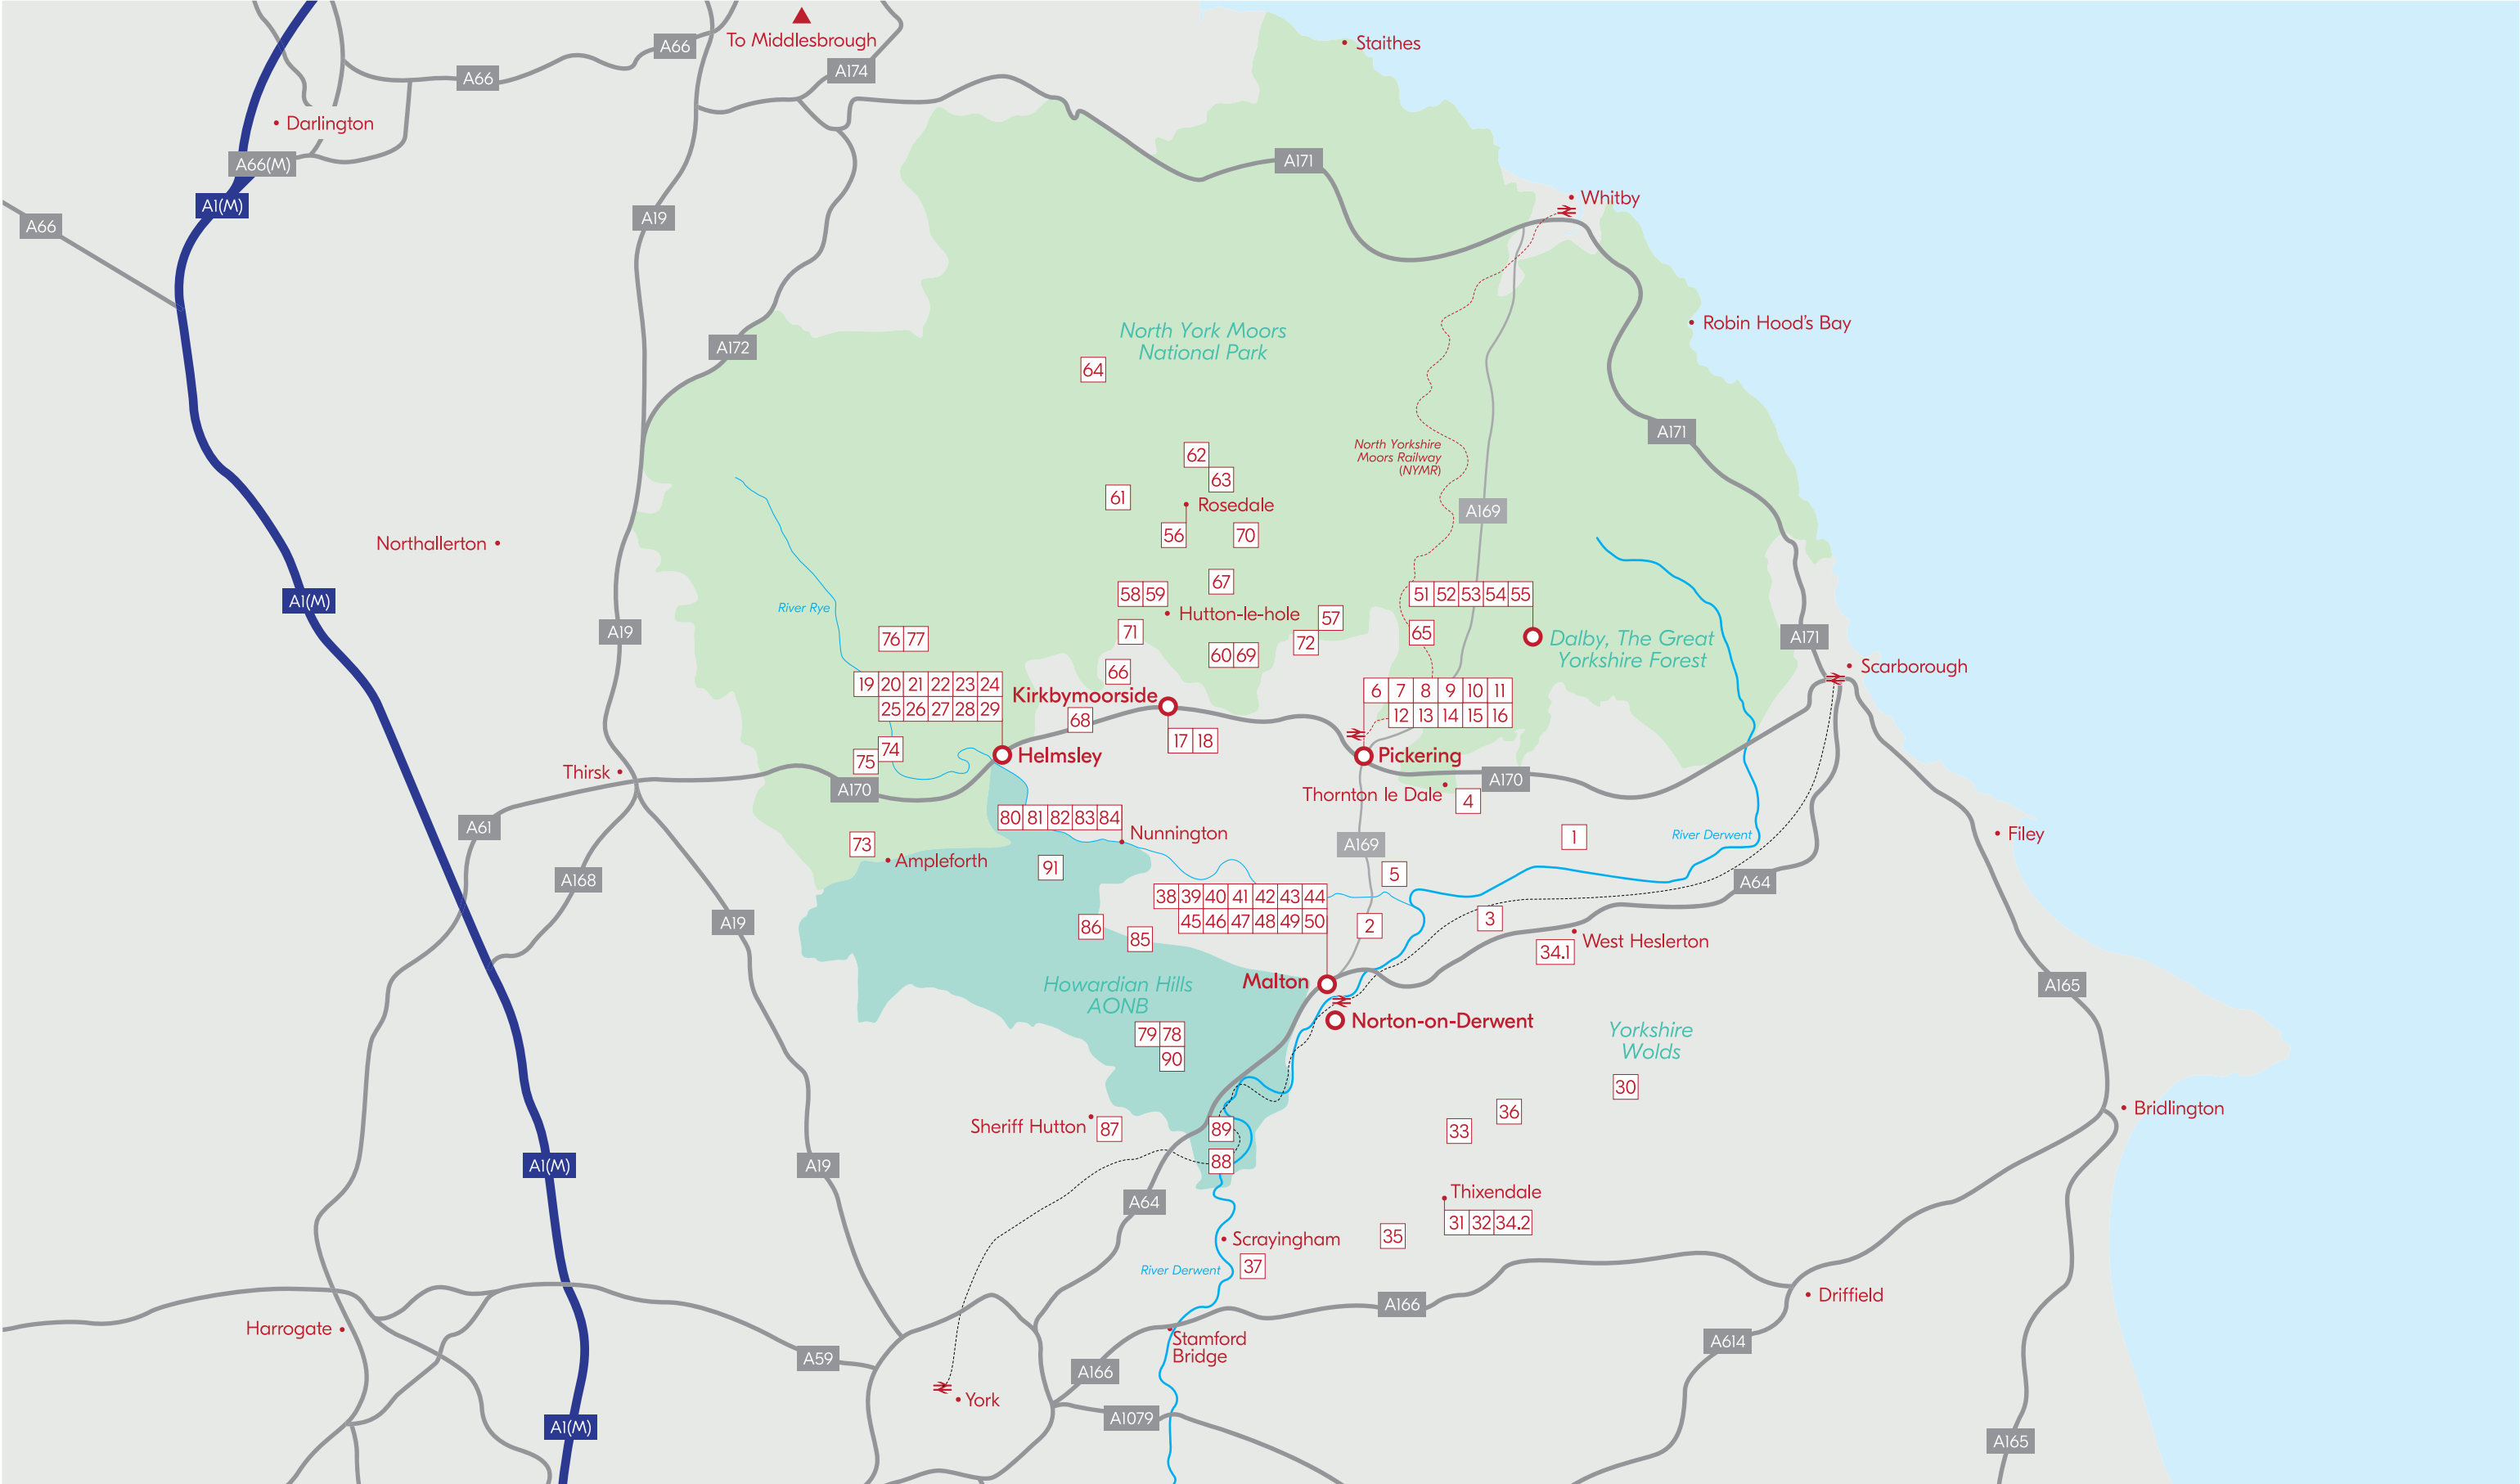 To Middlesbrough
Staithes
A66
A174
A66
Darlington
A171
A66(M)
Whitby
A1(M)
A19
A66
Robin Hood's Bay
North York Moors
National Park
A172
64
A171
North Yorkshire
Moors Railway
(NYMR)
62
63
61
Rosedale
A169
56
70
Northallerton
67
58 59
51 52 53 54 55
A1(M)
River Rye
Hutton-le-hole
57
A19
71
65
76 77
72
Dalby, The Great
Yorkshire Forest
A171
60 69
66
Scarborough
19 20 21 22 23 24
25 26 27 28 29
Kirkbymoorside
6 7 8 9 10 11
12 13 14 15 16
68
17 18
74
75
Helmsley
Pickering
Thirsk
A170
A170
Thornton le Dale
4
80 81 82 83 84
A61
Nunnington
1
River Derwent
Filey
73
A169
Ampleforth
91
5
A168
A64
38 39 40 41 42 43 44
45 46 47 48 49 50
A19
86
85
2
3
West Heslerton
34.1
Malton
A165
Howardian Hills
AONB
Norton-on-Derwent
79 78
90
Yorkshire
Wolds
30
36
Bridlington
Sheriff Hutton
87
89
33
A1(M)
A19
88
Thixendale
A64
31 32 34.2
35
Scrayingham
37
River Derwent
Driffield
A166
Harrogate
Stamford
Bridge
A614
A59
A166
York
A1079
A1(M)
A165